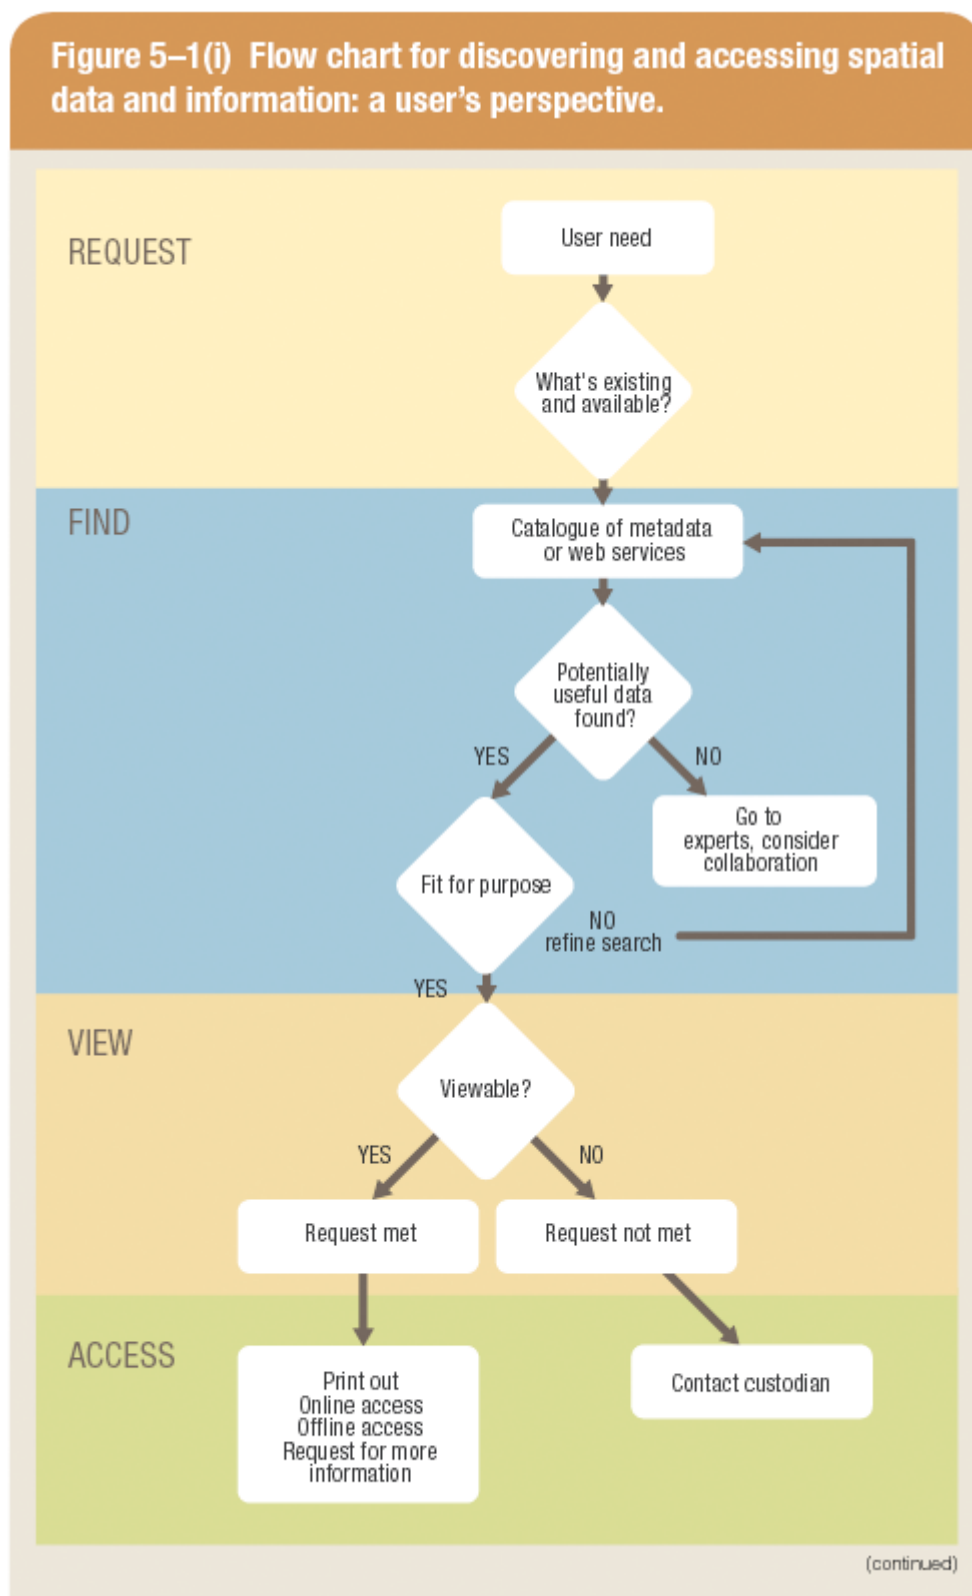 Figure 5–1(i) Flow chart for discovering and accessing spatial
data and information: a user's perspective.
REQUEST
User need
What's existing
and available?
FIND
Catalogue of metadata
or web services
Potentially
useful data
found?
YES
NO
Go to
experts, consider
collaboration
Fit for purpose
NO
refine search
YES
VIEW
Viewable?
YES
NO
Request met
Request not met
ACCESS
Print out
Online access
Offline access
Request for more
information
Contact custodian
(continued)